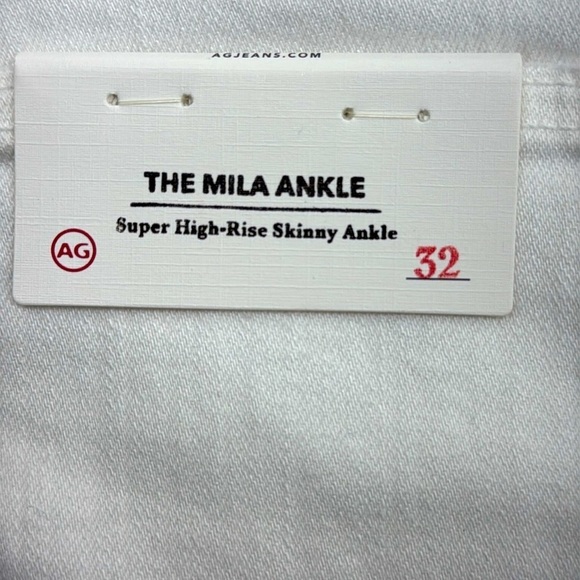 AGJEANS.COM
THE MILA ANKLE
Super High-Rise Skinny Ankle
AG
32